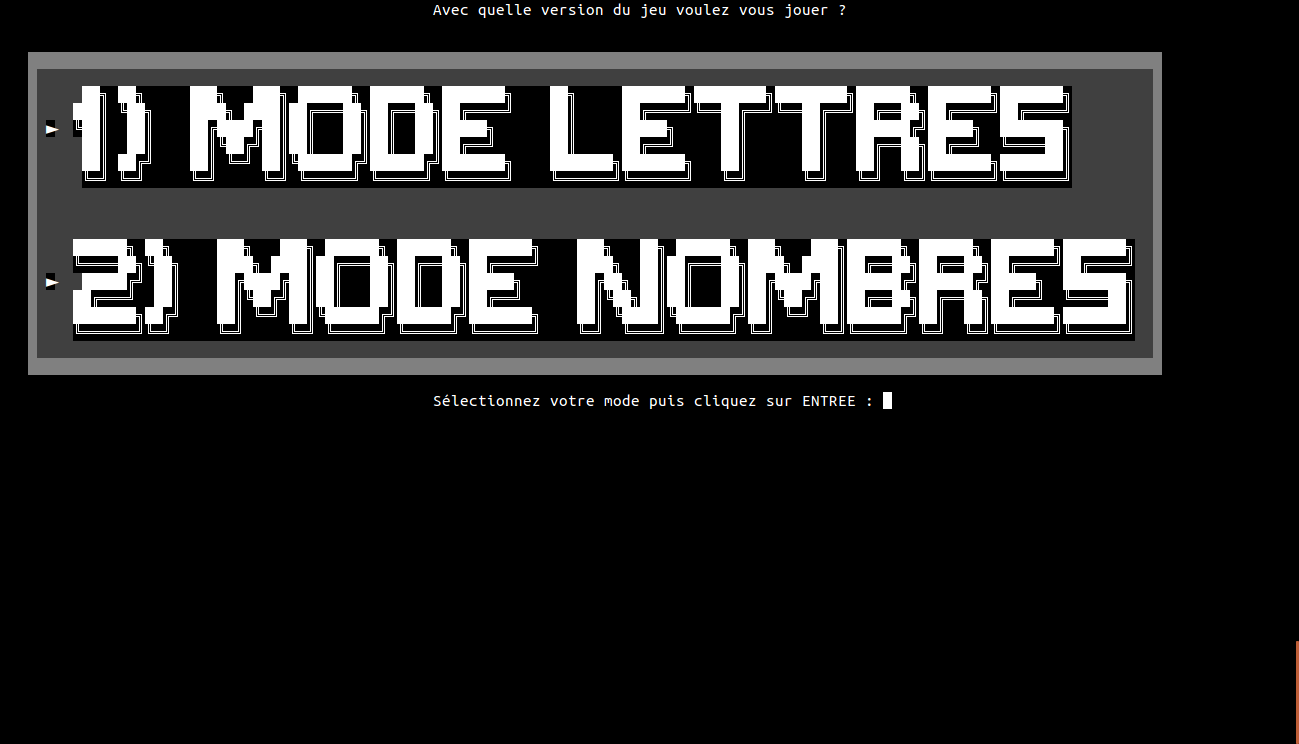 Avec quelle version du jeu voulez vous jouer ?
► 1) MODE LETTRES
► 2) MODE NOMBRES
Sélectionnez votre mode puis cliquez sur ENTREE :